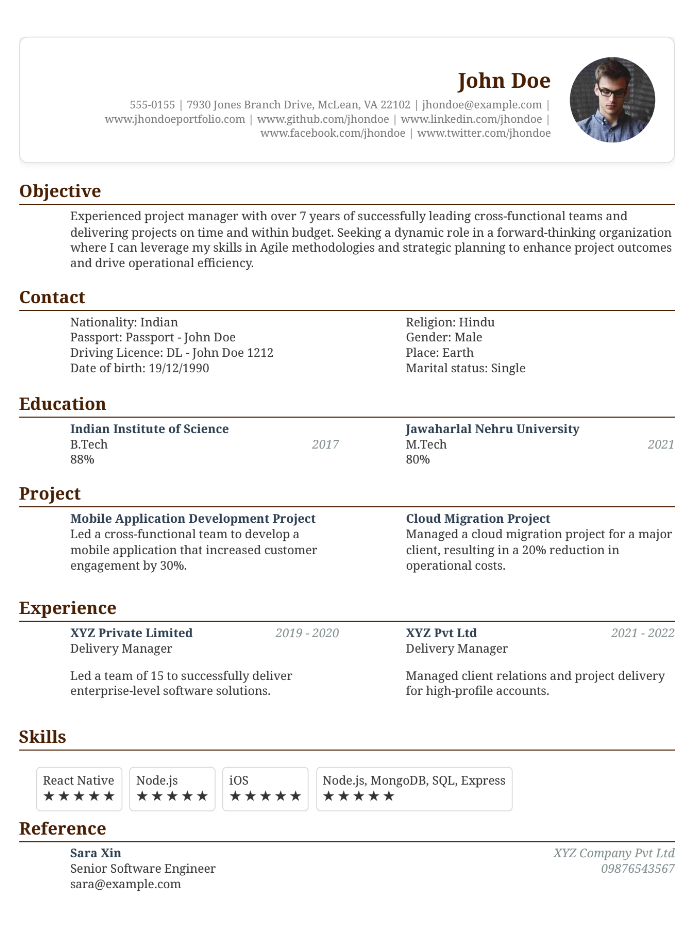 John Doe
555-0155 | 7930 Jones Branch Drive, McLean, VA 22102 | jhondoe@example.com |
www.jhondoeportfolio.com | www.github.com/jhondoe | www.linkedin.com/jhondoe |
www.facebook.com/jhondoe | www.twitter.com/jhondoe
Objective
Experienced project manager with over 7 years of successfully leading cross-functional teams and
delivering projects on time and within budget. Seeking a dynamic role in a forward-thinking organization
where I can leverage my skills in Agile methodologies and strategic planning to enhance project outcomes
and drive operational efficiency.
Contact
Nationality: Indian
Passport: Passport - John Doe
Driving Licence: DL - John Doe 1212
Date of birth: 19/12/1990
Religion: Hindu
Gender: Male
Place: Earth
Marital status: Single
Education
Indian Institute of Science
B.Tech 2017
88%
Jawaharlal Nehru University
M.Tech 2021
80%
Project
Mobile Application Development Project
Led a cross-functional team to develop a
mobile application that increased customer
engagement by 30%.
Cloud Migration Project
Managed a cloud migration project for a major
client, resulting in a 20% reduction in
operational costs.
Experience
XYZ Private Limited 2019 - 2020
Delivery Manager
Led a team of 15 to successfully deliver
enterprise-level software solutions.
XYZ Pvt Ltd 2021 - 2022
Delivery Manager
Managed client relations and project delivery
for high-profile accounts.
Skills
React Native
★★★★★
Node.js
★★★★★
iOS
★★★★★
Node.js, MongoDB, SQL, Express
★★★★★
Reference
Sara Xin XYZ Company Pvt Ltd
Senior Software Engineer 09876543567
sara@example.com